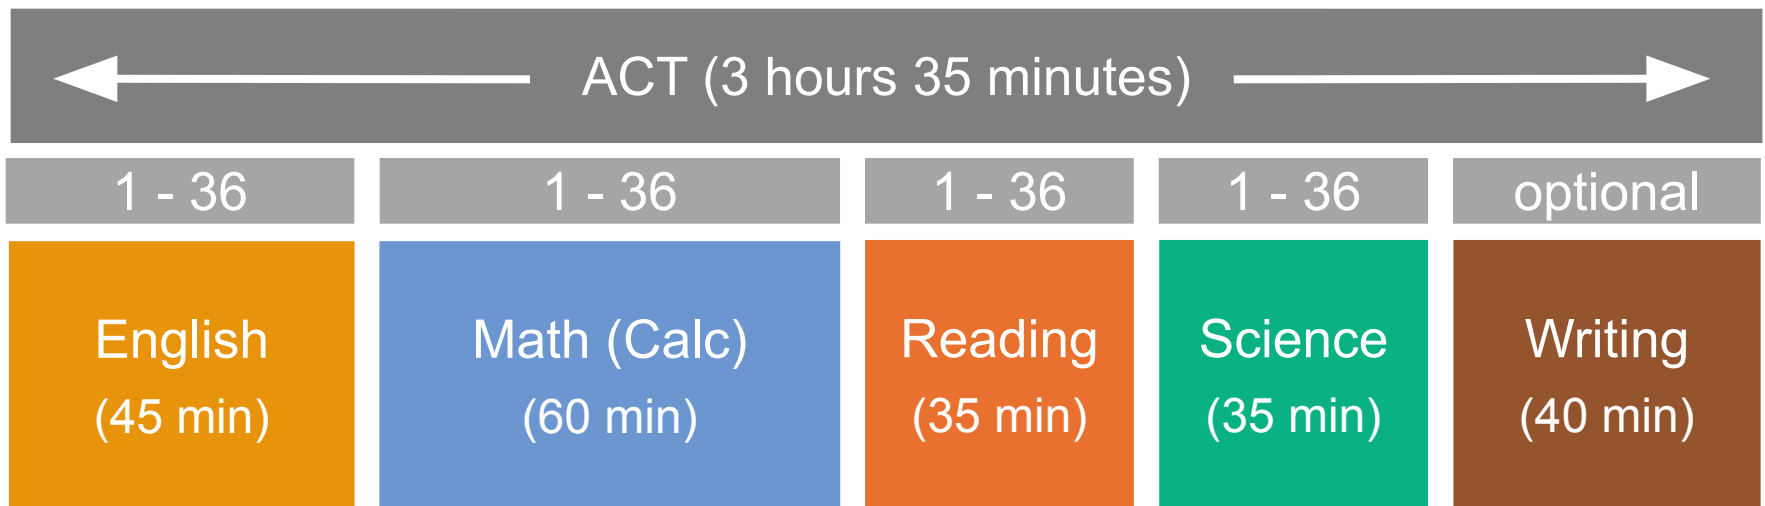 ACT (3 hours 35 minutes)
1 - 36
1 - 36
1 - 36
1 - 36
optional
English
(45 min)
Math (Calc)
(60 min)
Reading
(35 min)
Science
(35 min)
Writing
(40 min)